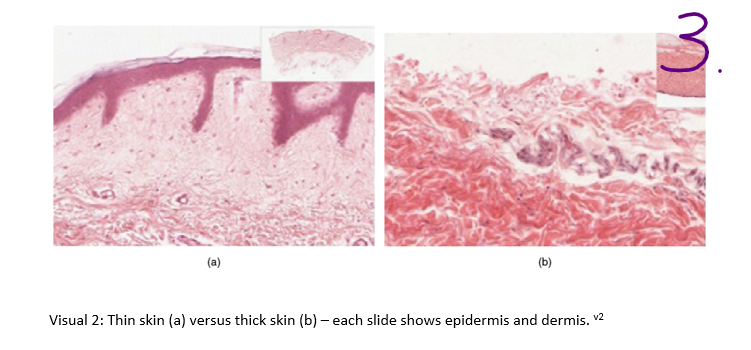 3.
(a)
(b)
Visual 2: Thin skin (a) versus thick skin (b) – each slide shows epidermis and dermis. v2